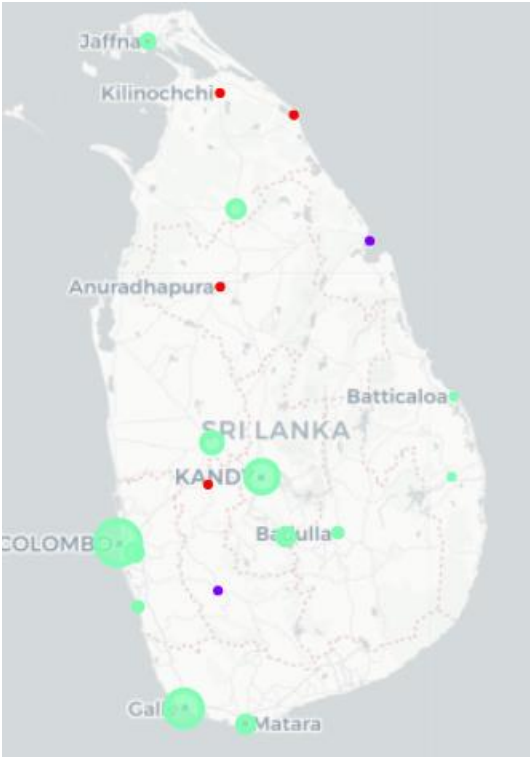 Jaffna
Kilinochchi
Anuradhapura
Batticaloa
SRI LANKA
KANDY
COLOMBO
Badulla
Galle
Matara